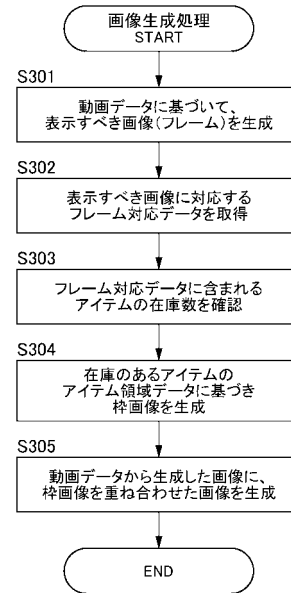 画像生成処理
START
S301
動画データに基づいて、
表示すべき画像(フレーム)を生成
S302
表示すべき画像に対応する
フレーム対応データを取得
S303
フレーム対応データに含まれる
アイテムの在庫数を確認
S304
在庫のあるアイテムの
アイテム領域データに基づき
枠画像を生成
S305
動画データから生成した画像に、
枠画像を重ね合わせた画像を生成
END